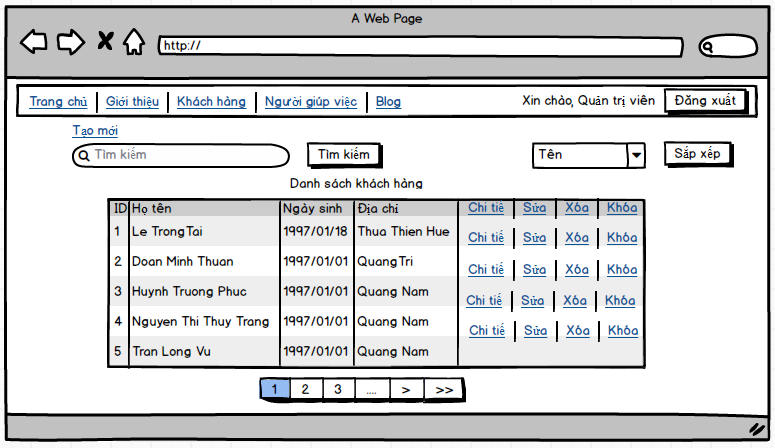 A Web Page
http://
Trang chủ Giới thiệu Khách hàng Người giúp việc Blog Xin chào, Quản trị viên Đăng xuất
Tạo mới
Tìm kiếm Tìm kiếm Tên Sắp xếp
Danh sách khách hàng
ID Họ tên Ngày sinh Địa chỉ Chi tiế Sửa Xóa Khóa
1 Le TrongTai 1997/01/18 Thua Thien Hue Chi tiế Sửa Xóa Khóa
2 Doan Minh Thuan 1997/01/01 QuangTri Chi tiế Sửa Xóa Khóa
3 Huynh Truong Phuc 1997/01/01 Quang Nam Chi tiế Sửa Xóa Khóa
4 Nguyen Thi Thuy Trang 1997/01/01 Quang Nam Chi tiế Sửa Xóa Khóa
5 Tran Long Vu 1997/01/01 Quang Nam
1 2 3 .... > >>